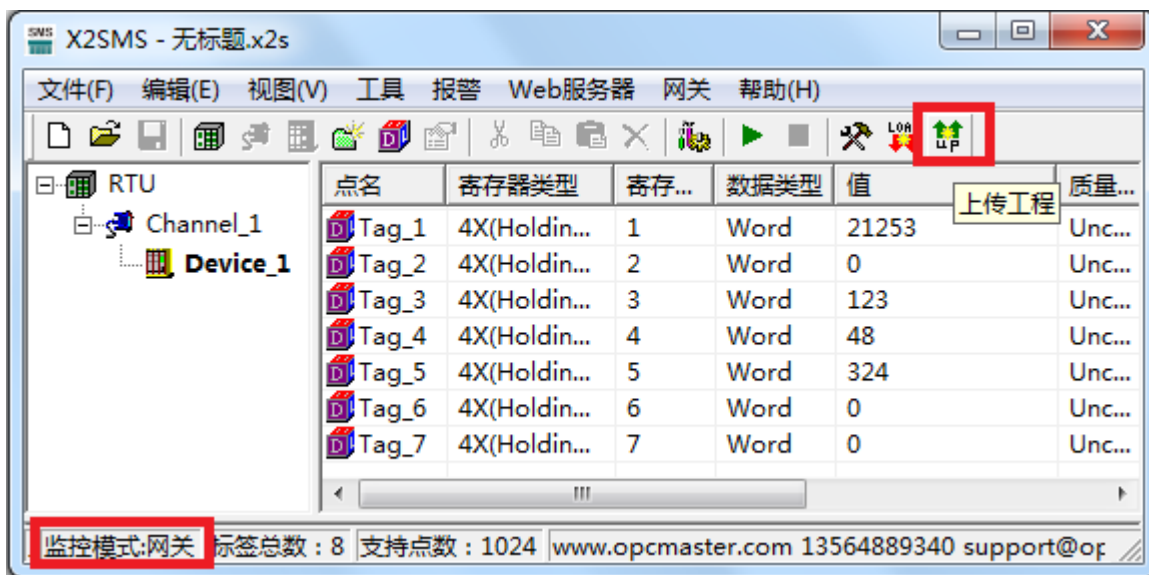 SMS X2SMS - 无标题.x2s
文件(F) 编辑(E) 视图(V) 工具 报警 Web服务器 网关 帮助(H)
LOA UP
RTU
Channel_1
Device_1
点名 寄存器类型 寄存... 数据类型 值 质量...
上传工程
Tag_1 4X(Holdin... 1 Word 21253 Unc...
Tag_2 4X(Holdin... 2 Word 0 Unc...
Tag_3 4X(Holdin... 3 Word 123 Unc...
Tag_4 4X(Holdin... 4 Word 48 Unc...
Tag_5 4X(Holdin... 5 Word 324 Unc...
Tag_6 4X(Holdin... 6 Word 0 Unc...
Tag_7 4X(Holdin... 7 Word 0 Unc...
监控模式:网关 标签总数：8 支持点数：1024 www.opcmaster.com 13564889340 support@op